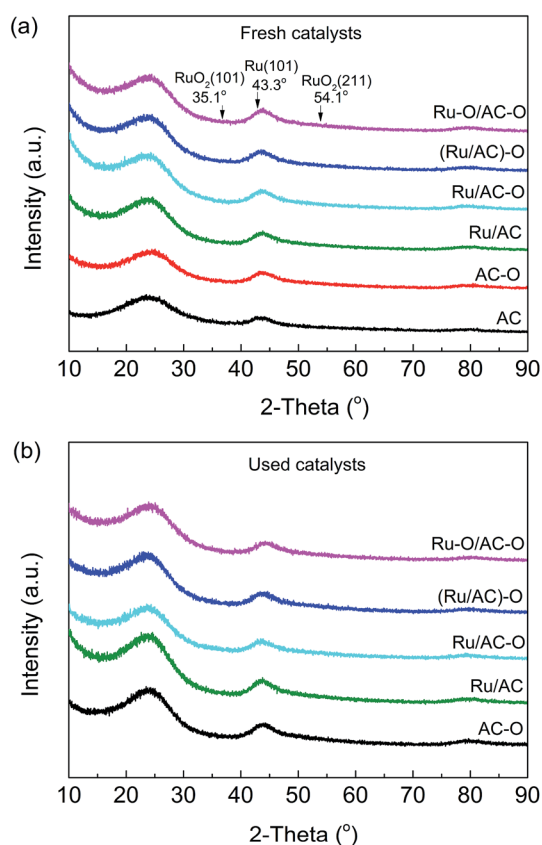 (a)
Fresh catalysts
RuO₂(101)
35.1°
Ru(101)
43.3°
RuO₂(211)
54.1°
Ru-O/AC-O
(Ru/AC)-O
Ru/AC-O
Ru/AC
AC-O
AC
Intensity (a.u.)
10 20 30 40 50 60 70 80 90
2-Theta (°)
(b)
Used catalysts
Ru-O/AC-O
(Ru/AC)-O
Ru/AC-O
Ru/AC
AC-O
Intensity (a.u.)
10 20 30 40 50 60 70 80 90
2-Theta (°)